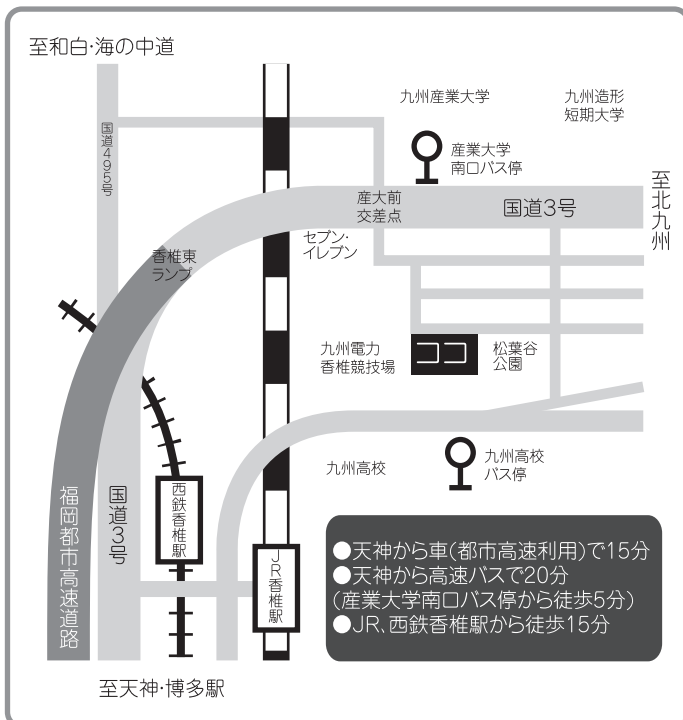 至和白・海の中道
国道495号
九州産業大学
九州造形
短期大学
産業大学
南口バス停
至北九州
産大前
交差点
国道3号
セブン・
イレブン
香椎東
ランプ
九州電力
香椎競技場
ココ
松葉谷
公園
九州高校
九州高校
バス停
西鉄香椎駅
国道3号
福岡都市高速道路
JR香椎駅
●天神から車(都市高速利用)で15分
●天神から高速バスで20分
(産業大学南口バス停から徒歩5分)
●JR、西鉄香椎駅から徒歩15分
至天神・博多駅